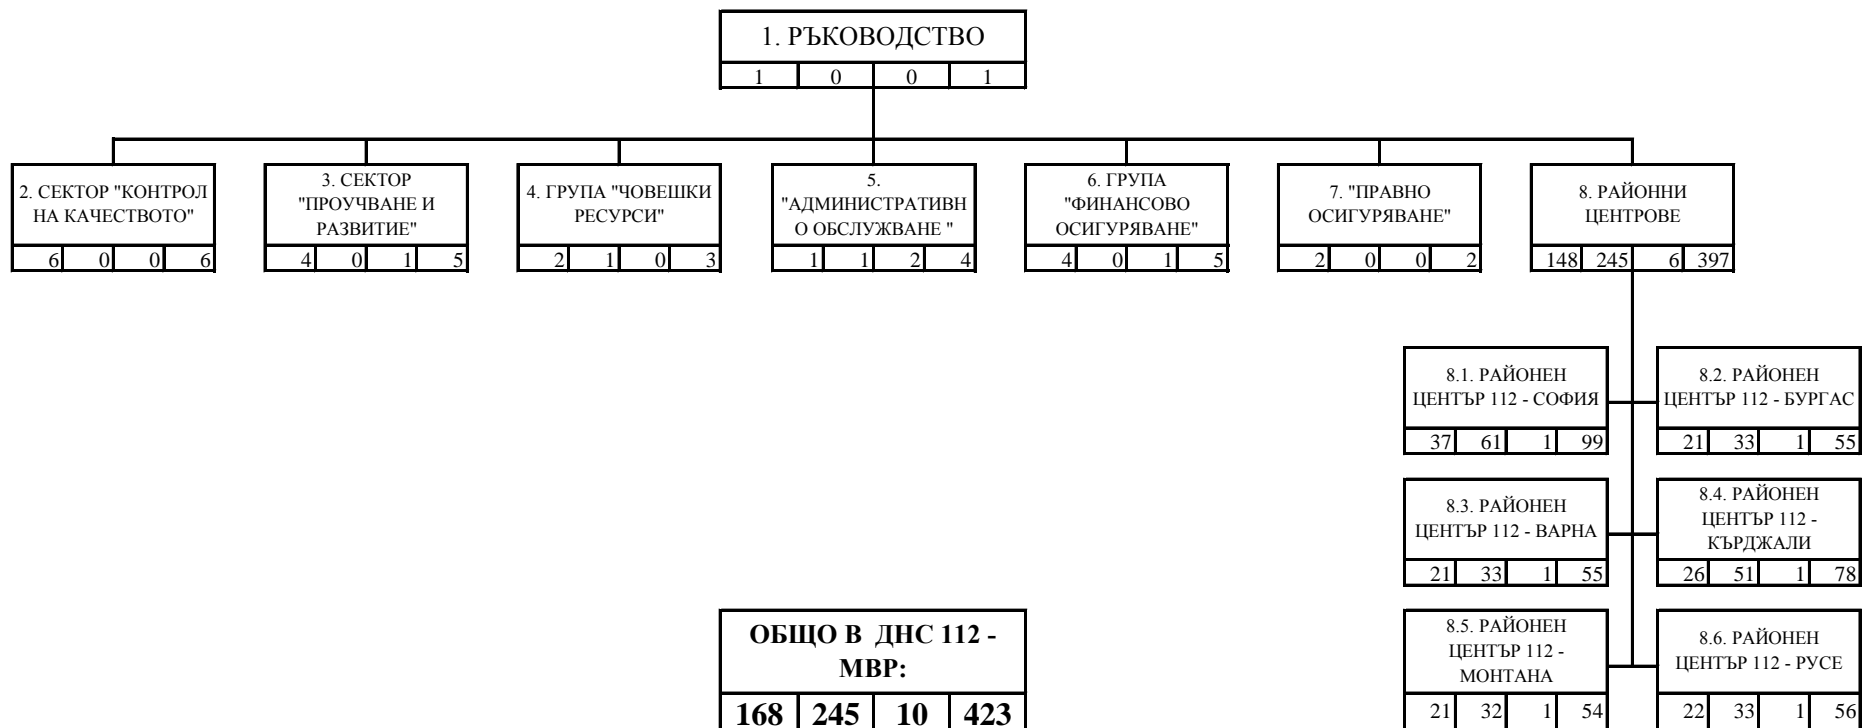 1. РЪКОВОДСТВО
1 0 0 1
2. СЕКТОР "КОНТРОЛ
НА КАЧЕСТВОТО"
6 0 0 6
3. СЕКТОР
"ПРОУЧВАНЕ И
РАЗВИТИЕ"
4 0 1 5
4. ГРУПА "ЧОВЕШКИ
РЕСУРСИ"
2 1 0 3
5.
"АДМИНИСТРАТИВН
О ОБСЛУЖВАНЕ "
1 1 2 4
6. ГРУПА
"ФИНАНСОВО
ОСИГУРЯВАНЕ"
4 0 1 5
7. "ПРАВНО
ОСИГУРЯВАНЕ"
2 0 0 2
8. РАЙОННИ
ЦЕНТРОВЕ
148 245 6 397
8.1. РАЙОНЕН
ЦЕНТЪР 112 - СОФИЯ
37 61 1 99
8.2. РАЙОНЕН
ЦЕНТЪР 112 - БУРГАС
21 33 1 55
8.3. РАЙОНЕН
ЦЕНТЪР 112 - ВАРНА
21 33 1 55
8.4. РАЙОНЕН
ЦЕНТЪР 112 -
КЪРДЖАЛИ
26 51 1 78
8.5. РАЙОНЕН
ЦЕНТЪР 112 -
МОНТАНА
21 32 1 54
8.6. РАЙОНЕН
ЦЕНТЪР 112 - РУСЕ
22 33 1 56
ОБЩО В ДНС 112 -
МВР:
168 245 10 423